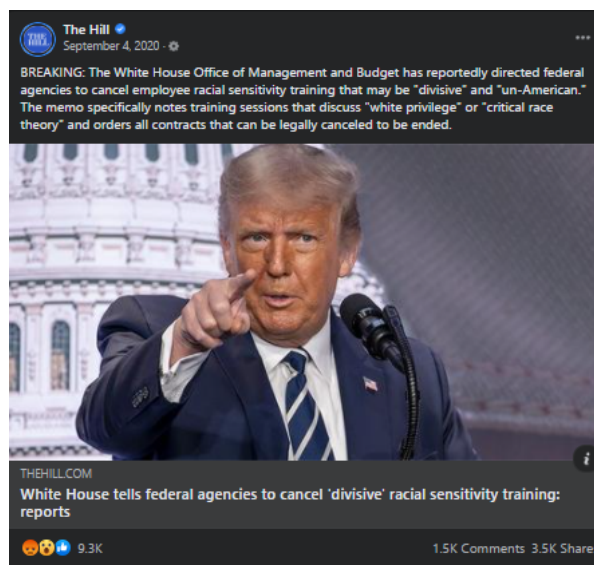 The Hill
September 4, 2020
BREAKING: The White House Office of Management and Budget has reportedly directed federal
agencies to cancel employee racial sensitivity training that may be "divisive" and "un-American."
The memo specifically notes training sessions that discuss "white privilege" or "critical race
theory" and orders all contracts that can be legally canceled to be ended.
THEHILL.COM
White House tells federal agencies to cancel 'divisive' racial sensitivity training:
reports
9.3K 1.5K Comments 3.5K Share